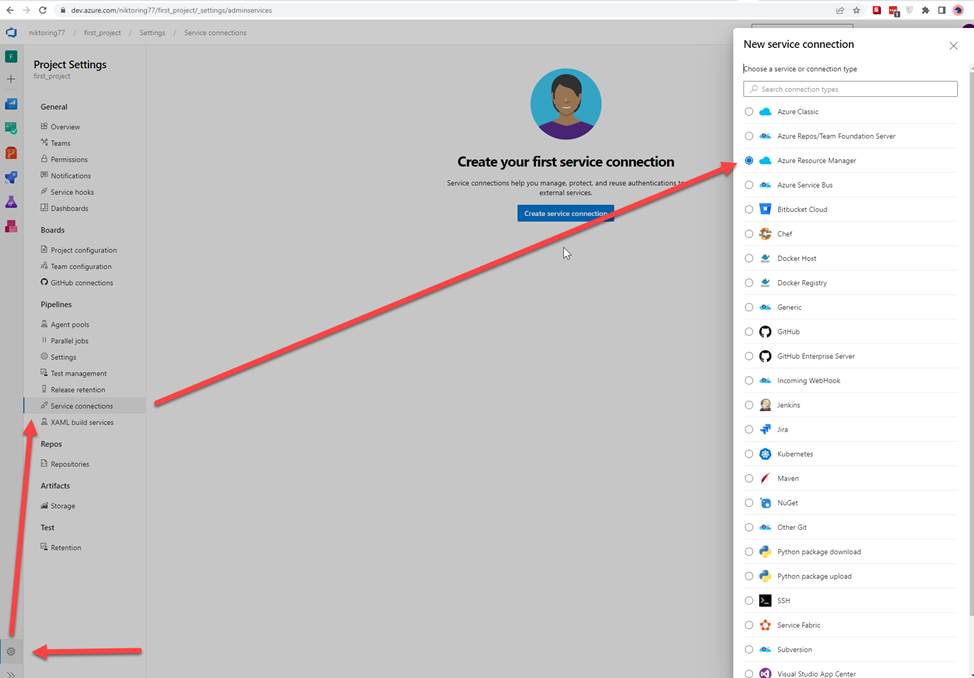 dev.azure.com/niktoring77/first_project/_settings/adminservices
niktoring77 / first_project / Settings / Service connections
F
Project Settings
first_project
General
Overview
Teams
Permissions
Notifications
Service hooks
Dashboards
Boards
Project configuration
Team configuration
GitHub connections
Pipelines
Agent pools
Parallel jobs
Settings
Test management
Release retention
Service connections
XAML build services
Repos
Repositories
Artifacts
Storage
Test
Retention
Create your first service connection
Service connections help you manage, protect, and reuse authentications to
external services.
Create service connection
New service connection
Choose a service or connection type
Search connection types
Azure Classic
Azure Repos/Team Foundation Server
Azure Resource Manager
Azure Service Bus
Bitbucket Cloud
Chef
Docker Host
Docker Registry
Generic
GitHub
GitHub Enterprise Server
Incoming WebHook
Jenkins
Jira
Kubernetes
Maven
NuGet
Other Git
Python package download
Python package upload
SSH
Service Fabric
Subversion
Visual Studio App Center